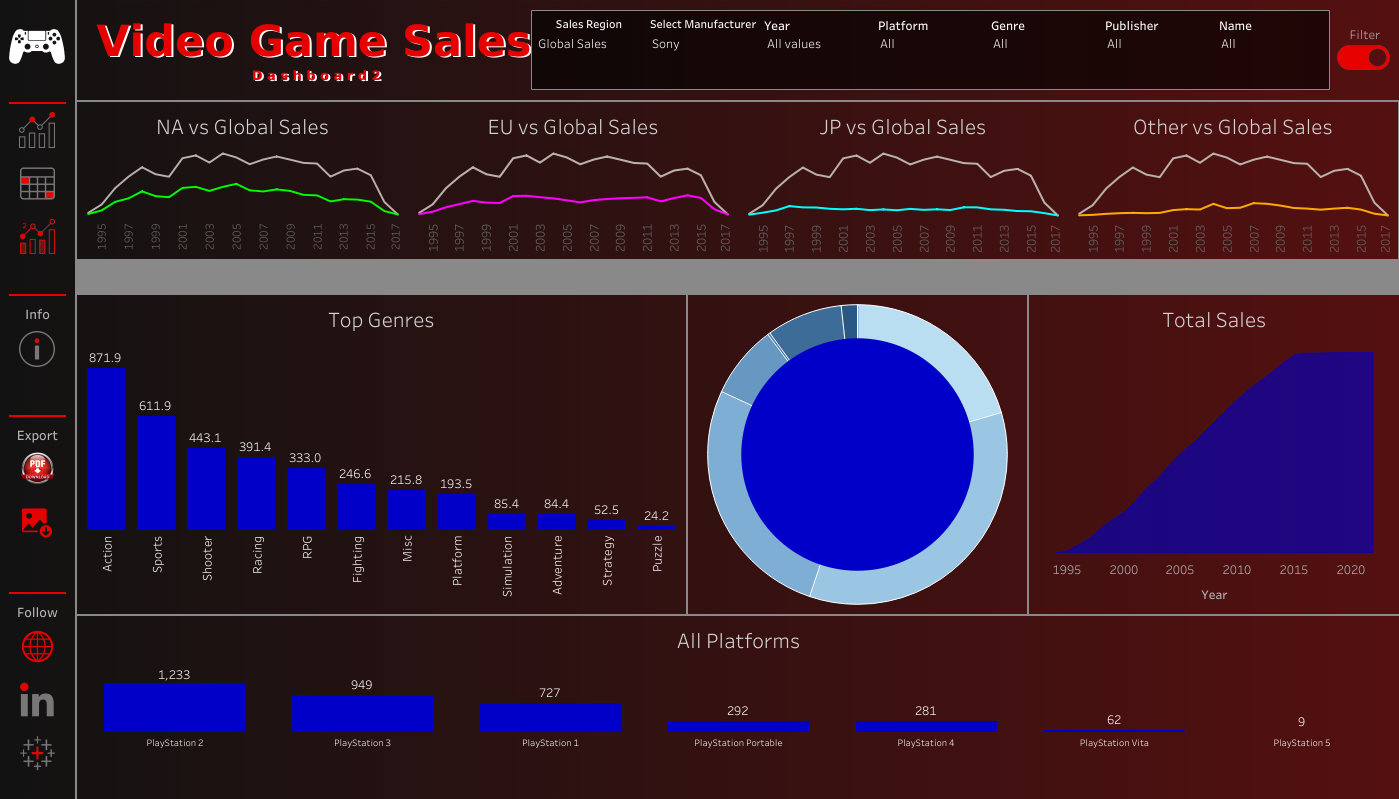 Video Game Sales
Dashboard2
Sales Region Select Manufacturer Year Platform Genre Publisher Name
Global Sales Sony All values All All All All
Filter
NA vs Global Sales EU vs Global Sales JP vs Global Sales Other vs Global Sales
1995 1997 1999 2001 2003 2005 2007 2009 2011 2013 2015 2017
1995 1997 1999 2001 2003 2005 2007 2009 2011 2013 2015 2017
1995 1997 1999 2001 2003 2005 2007 2009 2011 2013 2015 2017
1995 1997 1999 2001 2003 2005 2007 2009 2011 2013 2015 2017
Info
Export
PDF
DOWNLOAD
Follow
in
Top Genres
871.9 611.9 443.1 391.4 333.0 246.6 215.8 193.5 85.4 84.4 52.5 24.2
Action Sports Shooter Racing RPG Fighting Misc Platform Simulation Adventure Strategy Puzzle
Total Sales
1995 2000 2005 2010 2015 2020
Year
All Platforms
1,233 949 727 292 281 62 9
PlayStation 2 PlayStation 3 PlayStation 1 PlayStation Portable PlayStation 4 PlayStation Vita PlayStation 5